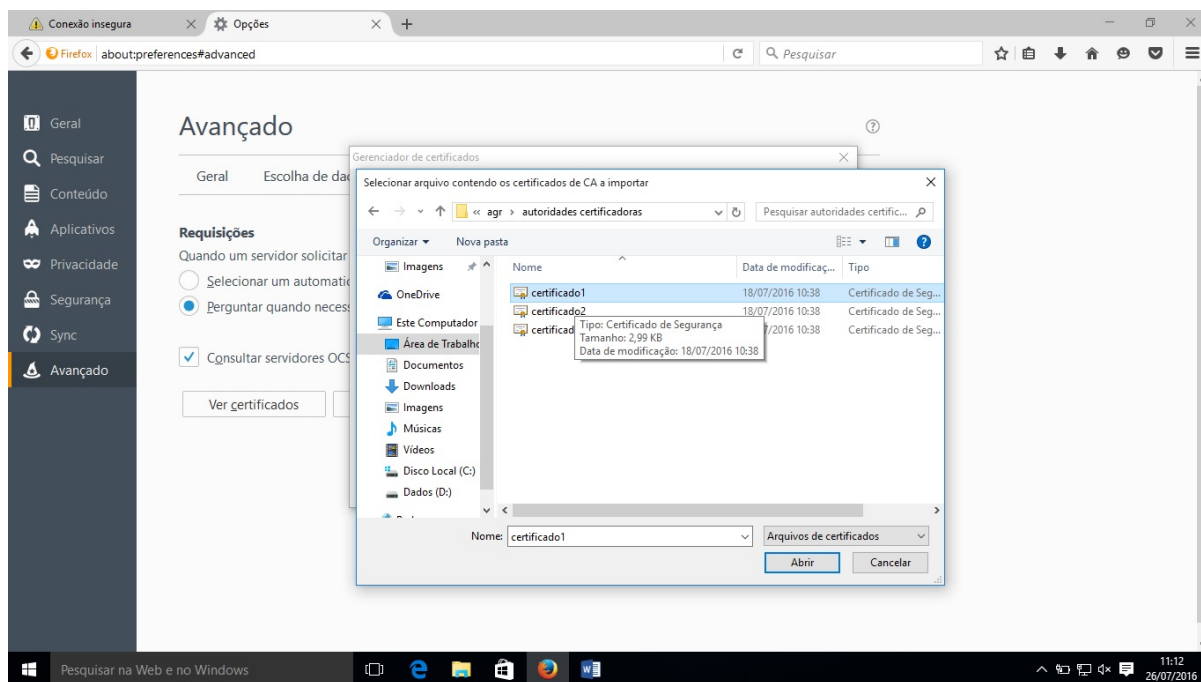 Conexão insegura
Opções
Firefox about:preferences#advanced
Pesquisar
Geral
Pesquisar
Conteúdo
Aplicativos
Privacidade
Segurança
Sync
Avançado
Avançado
Geral Escolha de da
Requisições
Quando um servidor solicitar
Selecionar um automatic
Perguntar quando necess
Consultar servidores OCS
Ver certificados
Gerenciador de certificados
Selecionar arquivo contendo os certificados de CA a importar
« agr › autoridades certificadoras
Pesquisar autoridades certific...
Organizar Nova pasta
Imagens
OneDrive
Este Computador
Área de Trabalho
Documentos
Downloads
Imagens
Músicas
Vídeos
Disco Local (C:)
Dados (D:)
Nome Data de modificaç... Tipo
certificado1 18/07/2016 10:38 Certificado de Seg...
certificado2 18/07/2016 10:38 Certificado de Seg...
certificad 7/2016 10:38 Certificado de Seg...
Tipo: Certificado de Segurança
Tamanho: 2,99 KB
Data de modificação: 18/07/2016 10:38
Nome: certificado1 Arquivos de certificados
Abrir Cancelar
Pesquisar na Web e no Windows
11:12
26/07/2016